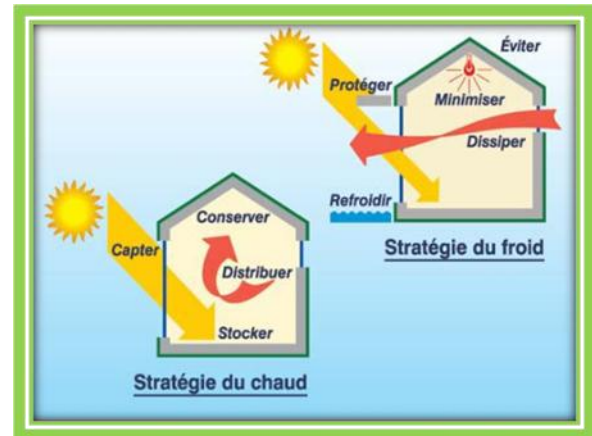 Éviter
Protéger
Minimiser
Dissiper
Refroidir
Stratégie du froid
Conserver
Capter
Distribuer
Stocker
Stratégie du chaud